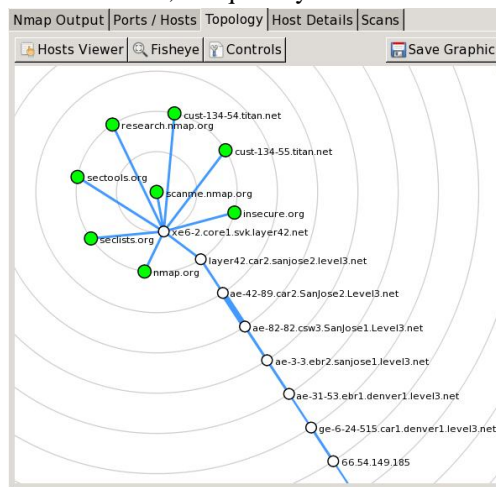 Nmap Output Ports / Hosts Topology Host Details Scans
Hosts Viewer Fisheye Controls Save Graphic
cust-134-54.titan.net
research.nmap.org
cust-134-55.titan.net
sectools.org
scanme.nmap.org
insecure.org
xe6-2.core1.svk.layer42.net
seclists.org
layer42.car2.sanjose2.level3.net
nmap.org
ae-42-89.car2.SanJose2.Level3.net
ae-82-82.csw3.SanJose1.Level3.net
ae-3-3.ebr2.sanjose1.level3.net
ae-31-53.ebr1.denver1.level3.net
ge-6-24-515.car1.denver1.level3.net
66.54.149.185